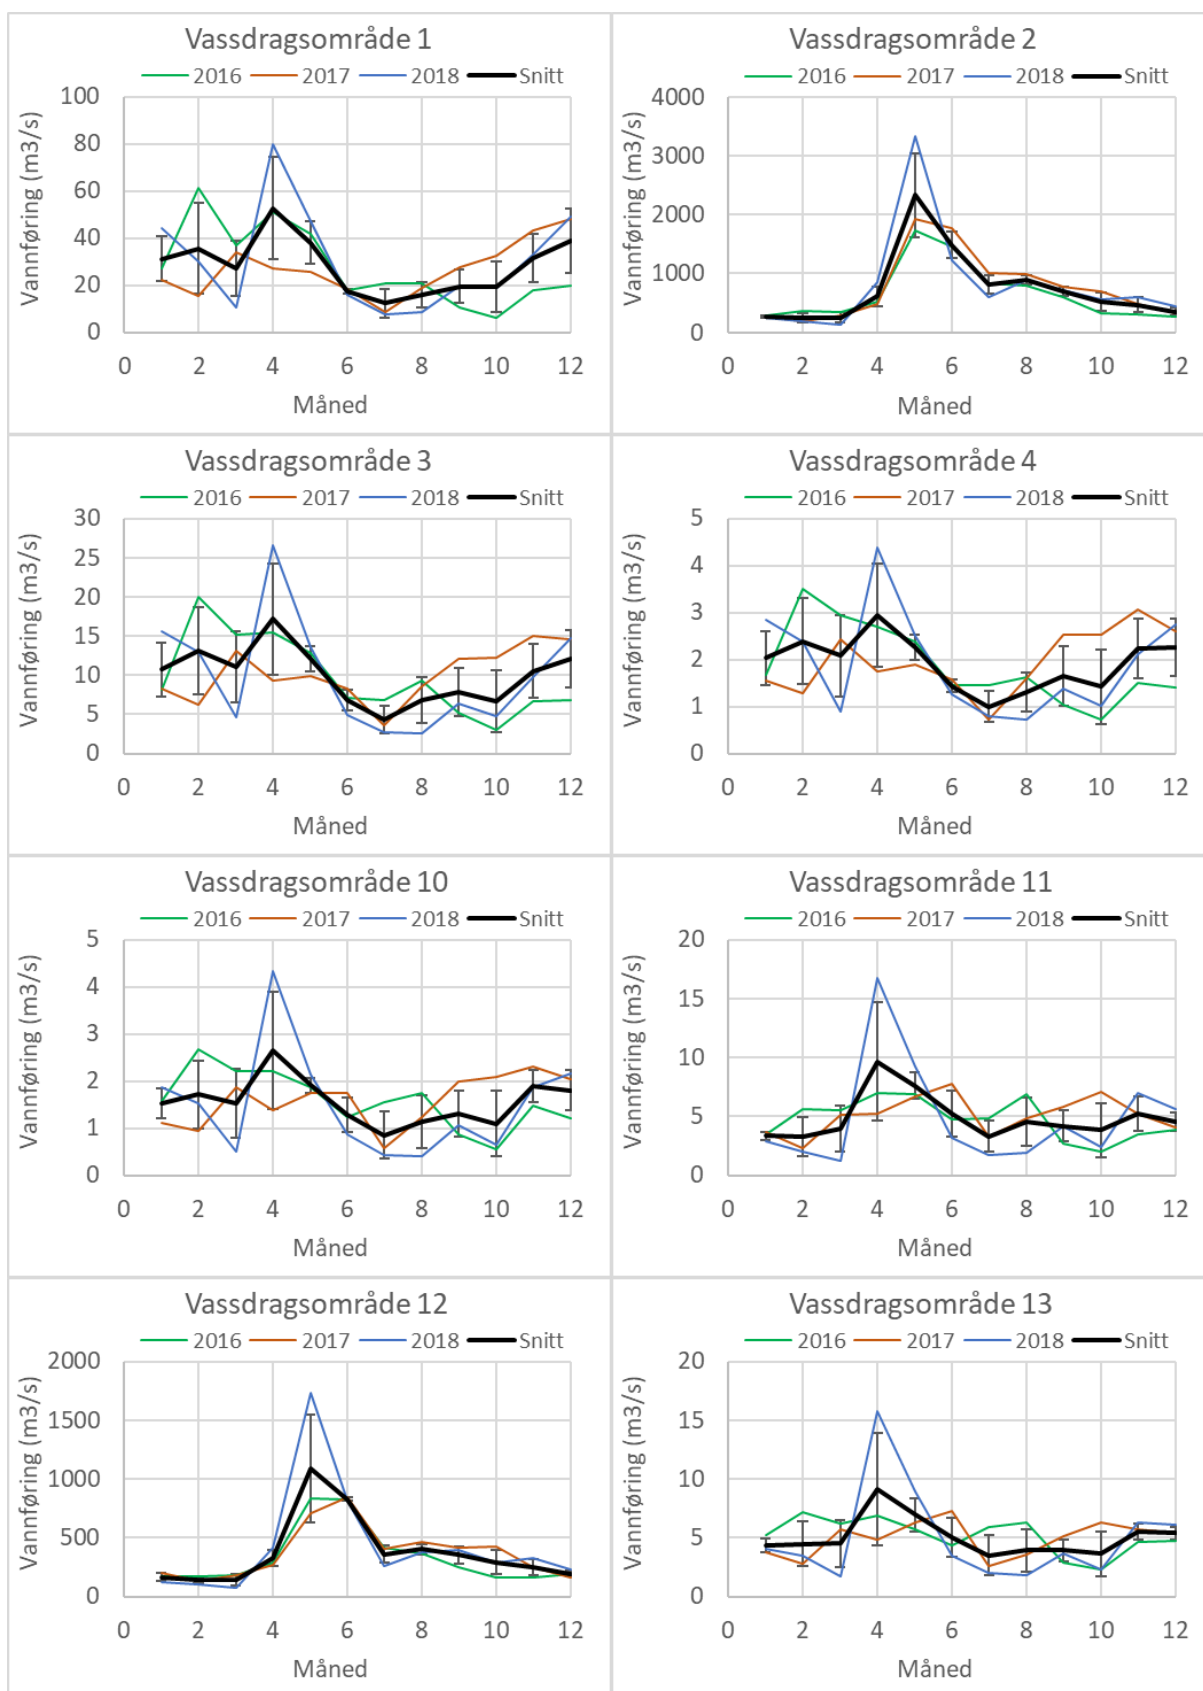 Vassdragsområde 1
2016 2017 2018 Snitt
Vannføring (m3/s)
100
80
60
40
20
0
0 2 4 6 8 10 12
Måned
Vassdragsområde 2
2016 2017 2018 Snitt
Vannføring (m3/s)
4000
3000
2000
1000
0
0 2 4 6 8 10 12
Måned
Vassdragsområde 3
2016 2017 2018 Snitt
Vannføring (m3/s)
30
25
20
15
10
5
0
0 2 4 6 8 10 12
Måned
Vassdragsområde 4
2016 2017 2018 Snitt
Vannføring (m3/s)
5
4
3
2
1
0
0 2 4 6 8 10 12
Måned
Vassdragsområde 10
2016 2017 2018 Snitt
Vannføring (m3/s)
5
4
3
2
1
0
0 2 4 6 8 10 12
Måned
Vassdragsområde 11
2016 2017 2018 Snitt
Vannføring (m3/s)
20
15
10
5
0
0 2 4 6 8 10 12
Måned
Vassdragsområde 12
2016 2017 2018 Snitt
Vannføring (m3/s)
2000
1500
1000
500
0
0 2 4 6 8 10 12
Måned
Vassdragsområde 13
2016 2017 2018 Snitt
Vannføring (m3/s)
20
15
10
5
0
0 2 4 6 8 10 12
Måned